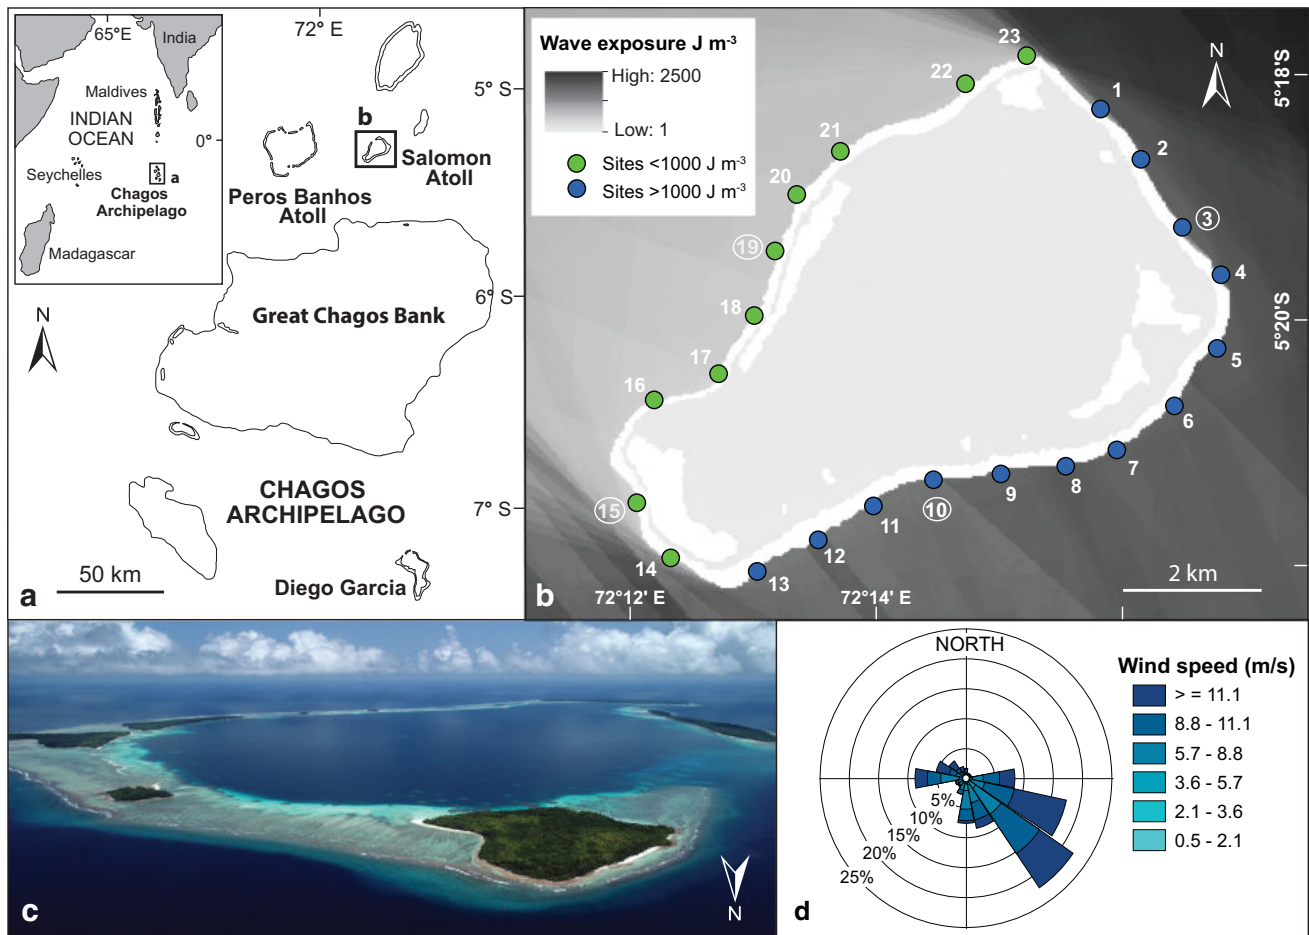 65°E
India
Maldives
INDIAN
OCEAN
0°
Seychelles
a
Chagos
Archipelago
Madagascar
N
72° E
5° S
b
Salomon
Atoll
Peros Banhos
Atoll
6° S
Great Chagos Bank
7° S
CHAGOS
ARCHIPELAGO
Diego Garcia
50 km
a
Wave exposure J m-3
High: 2500
Low: 1
Sites <1000 J m-3
Sites >1000 J m-3
N
5°18'S
5°20'S
23
22
1
21
2
20
3
19
4
18
5
17
16
6
7
8
9
10
15
11
12
14
13
72°12' E
72°14' E
2 km
b
c
N
NORTH
5%
10%
15%
20%
25%
d
Wind speed (m/s)
> = 11.1
8.8 - 11.1
5.7 - 8.8
3.6 - 5.7
2.1 - 3.6
0.5 - 2.1